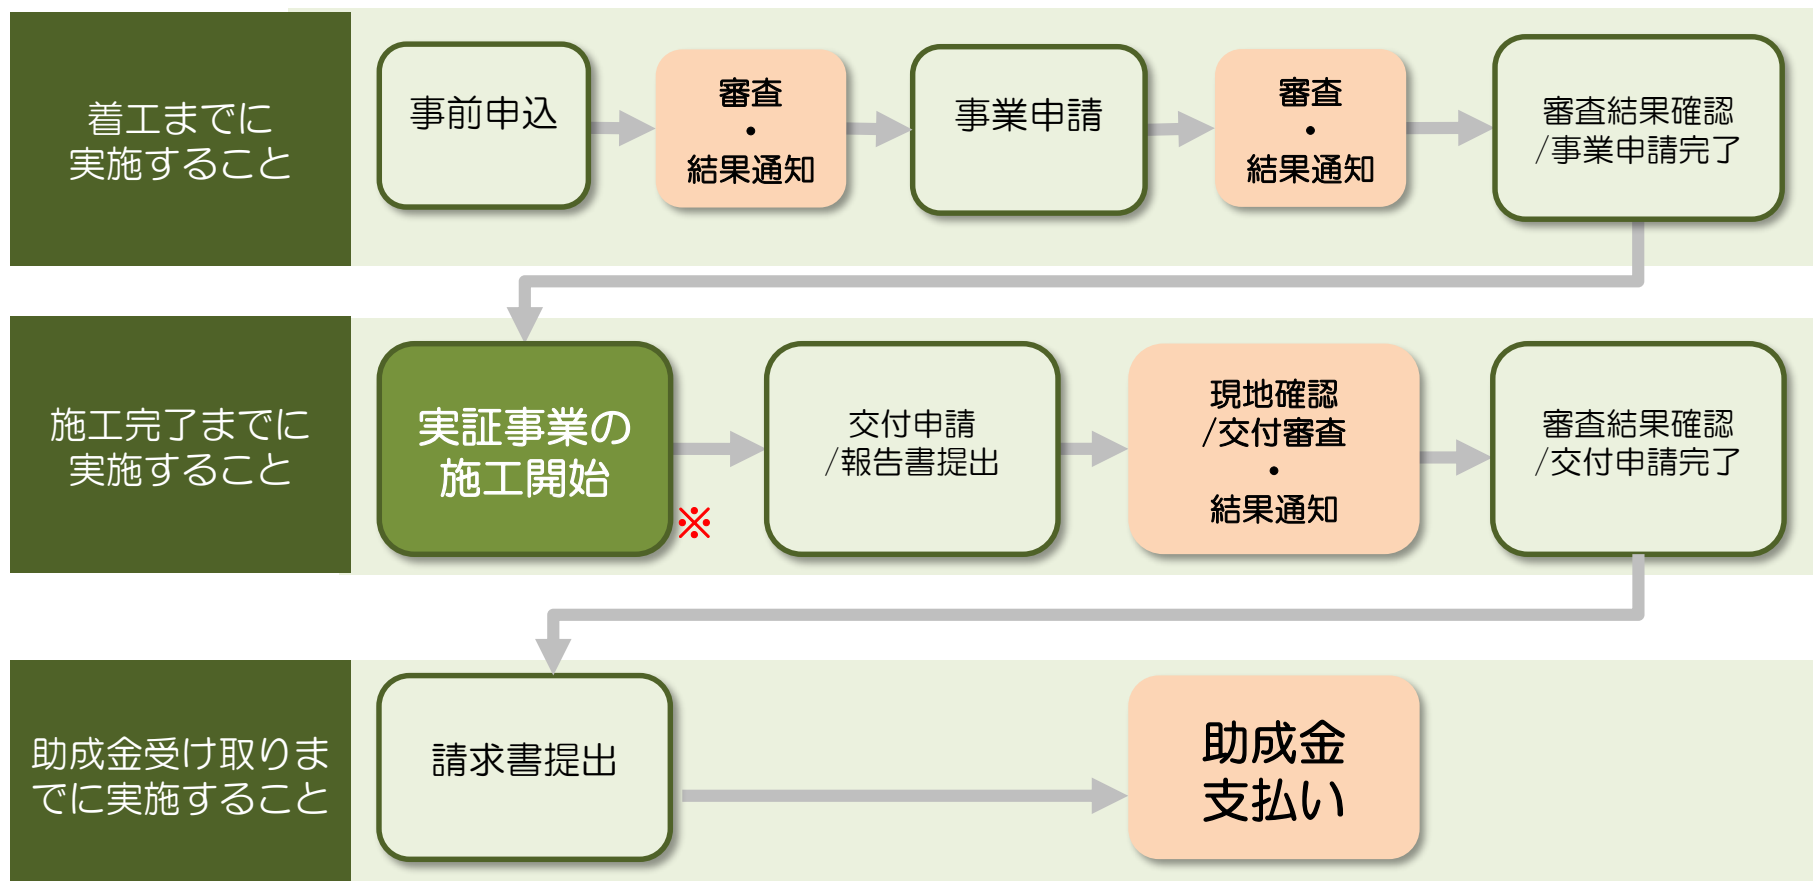 着工までに
実施すること
事前申込
審査
・
結果通知
事業申請
審査
・
結果通知
審査結果確認
/事業申請完了
施工完了までに
実施すること
実証事業の
施工開始
※
交付申請
/報告書提出
現地確認
/交付審査
・
結果通知
審査結果確認
/交付申請完了
助成金受け取りま
でに実施すること
請求書提出
助成金
支払い